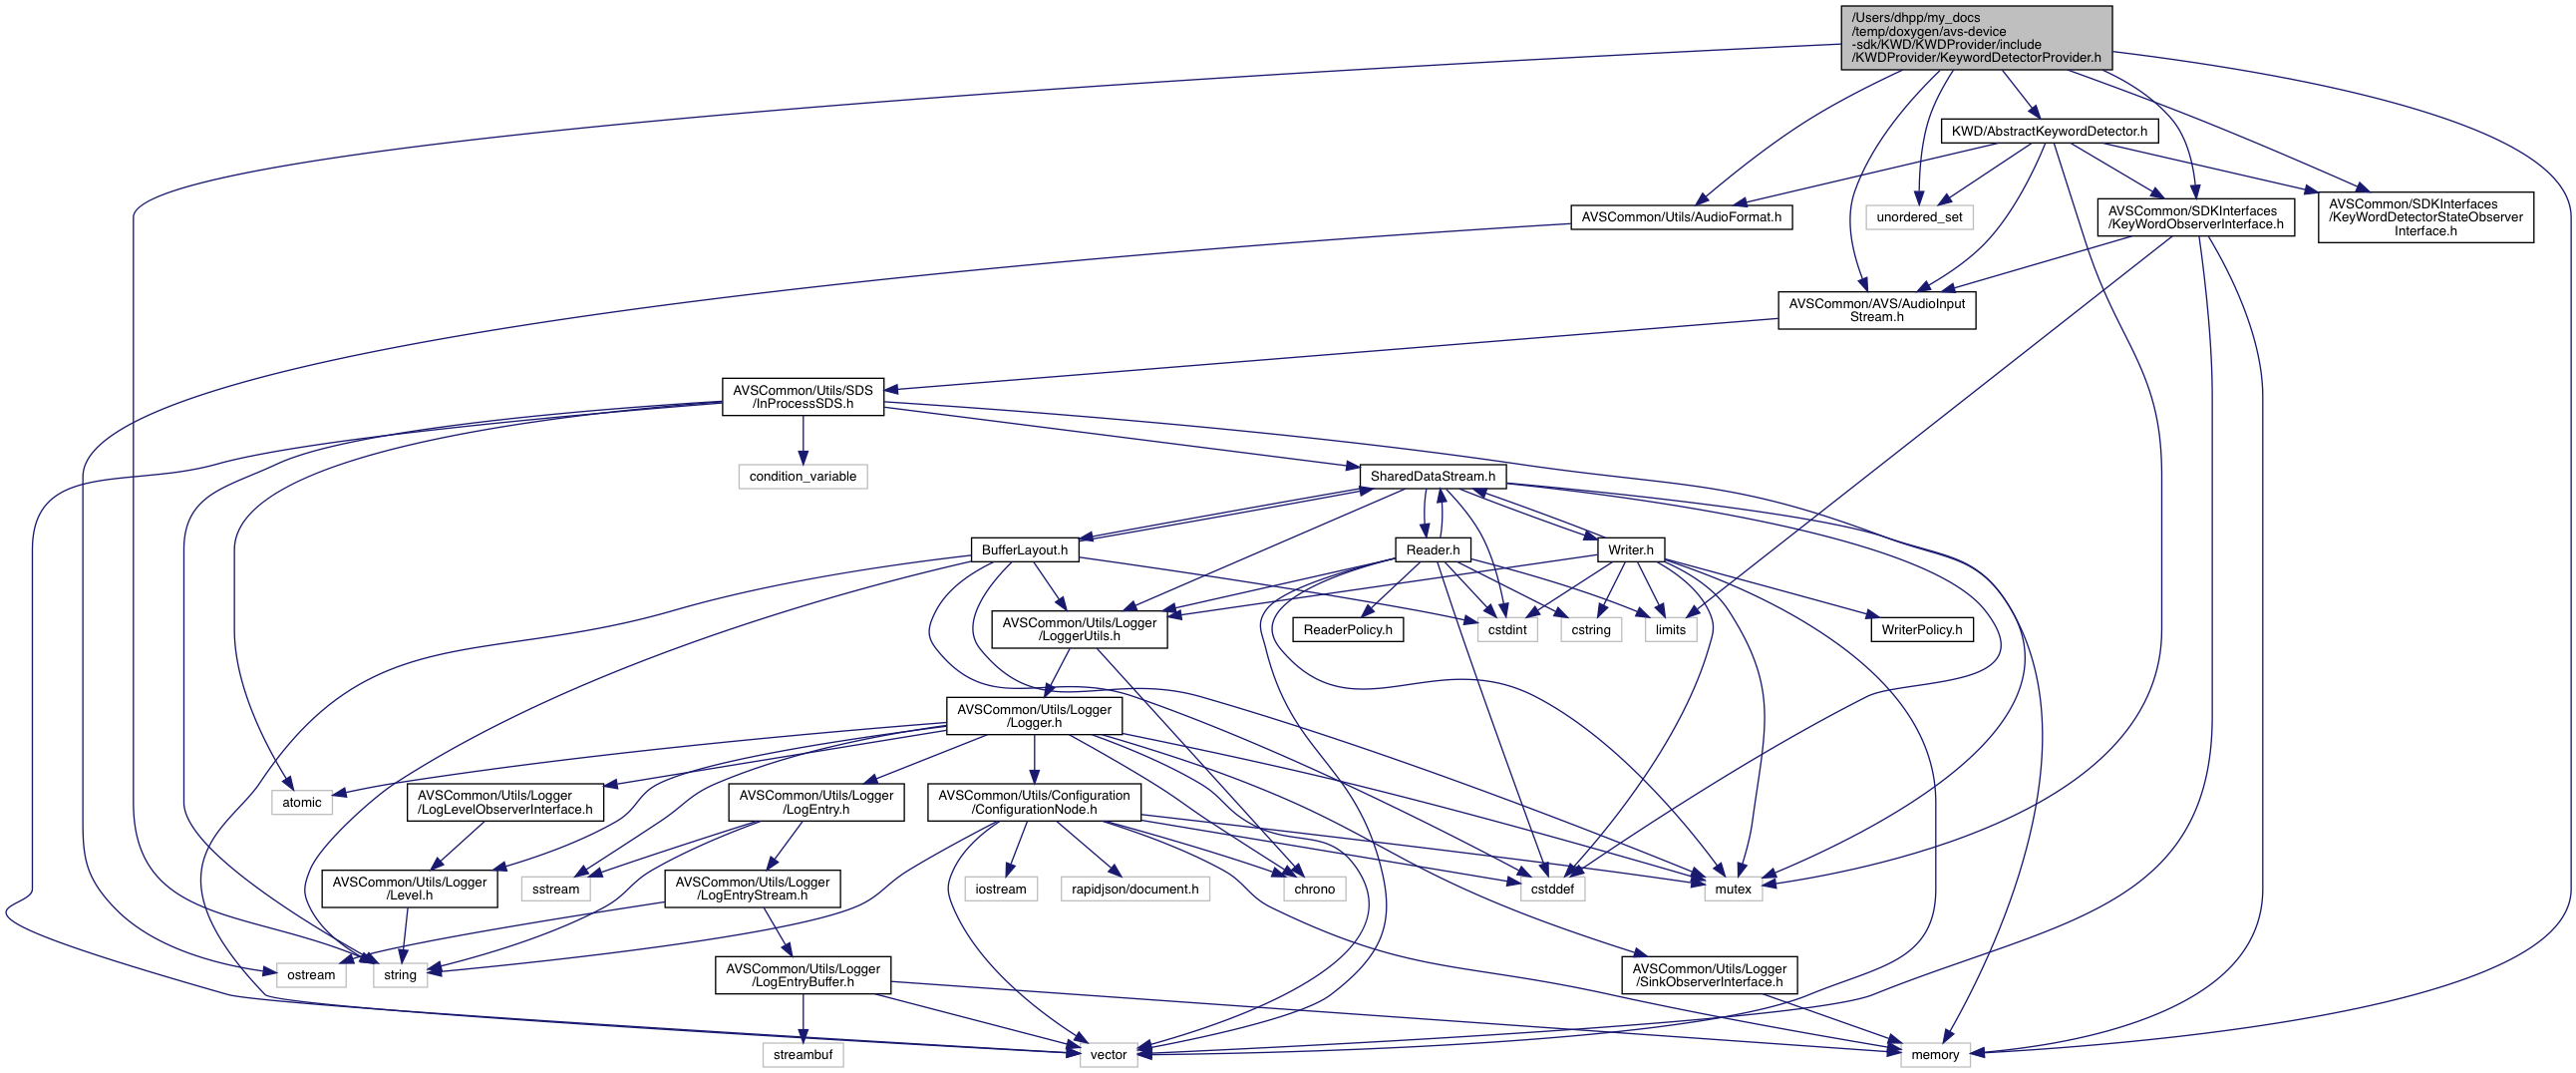 /Users/dhpp/my_docs
/temp/doxygen/avs-device
-sdk/KWD/KWDProvider/include
/KWDProvider/KeywordDetectorProvider.h
KWD/AbstractKeywordDetector.h
AVSCommon/Utils/AudioFormat.h
unordered_set
AVSCommon/SDKInterfaces
/KeyWordObserverInterface.h
AVSCommon/SDKInterfaces
/KeyWordDetectorStateObserver
Interface.h
AVSCommon/AVS/AudioInput
Stream.h
AVSCommon/Utils/SDS
/InProcessSDS.h
condition_variable
SharedDataStream.h
BufferLayout.h
Reader.h
Writer.h
AVSCommon/Utils/Logger
/LoggerUtils.h
ReaderPolicy.h
cstdint
cstring
limits
WriterPolicy.h
AVSCommon/Utils/Logger
/Logger.h
atomic
AVSCommon/Utils/Logger
/LogLevelObserverInterface.h
AVSCommon/Utils/Logger
/LogEntry.h
AVSCommon/Utils/Configuration
/ConfigurationNode.h
AVSCommon/Utils/Logger
/Level.h
sstream
AVSCommon/Utils/Logger
/LogEntryStream.h
iostream
rapidjson/document.h
chrono
cstddef
mutex
ostream
string
AVSCommon/Utils/Logger
/LogEntryBuffer.h
AVSCommon/Utils/Logger
/SinkObserverInterface.h
streambuf
vector
memory